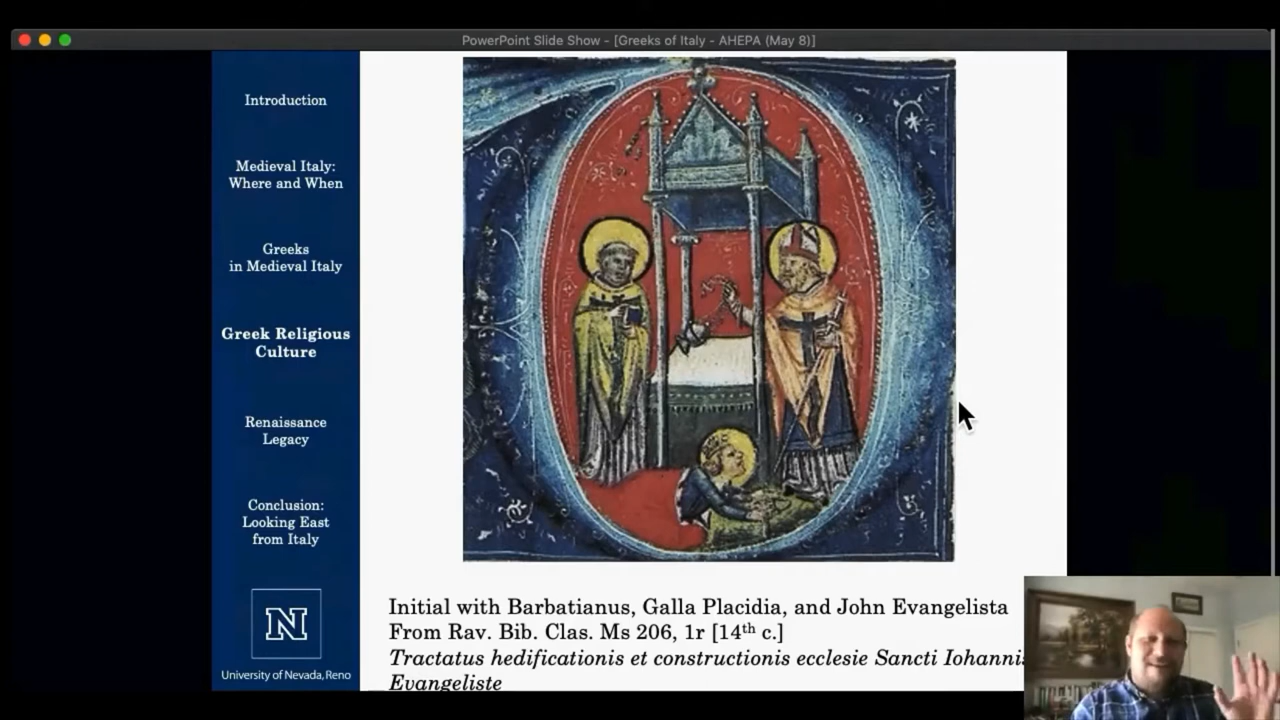 PowerPoint Slide Show - [Greeks of Italy - AHEPA (May 8)]
Introduction
Medieval Italy:
Where and When
Greeks
in Medieval Italy
Greek Religious
Culture
Renaissance
Legacy
Conclusion:
Looking East
from Italy
N
University of Nevada, Reno
Initial with Barbatianus, Galla Placidia, and John Evangelista
From Rav. Bib. Clas. Ms 206, 1r [14th c.]
Tractatus hedificationis et constructionis ecclesie Sancti Iohannis
Evangeliste